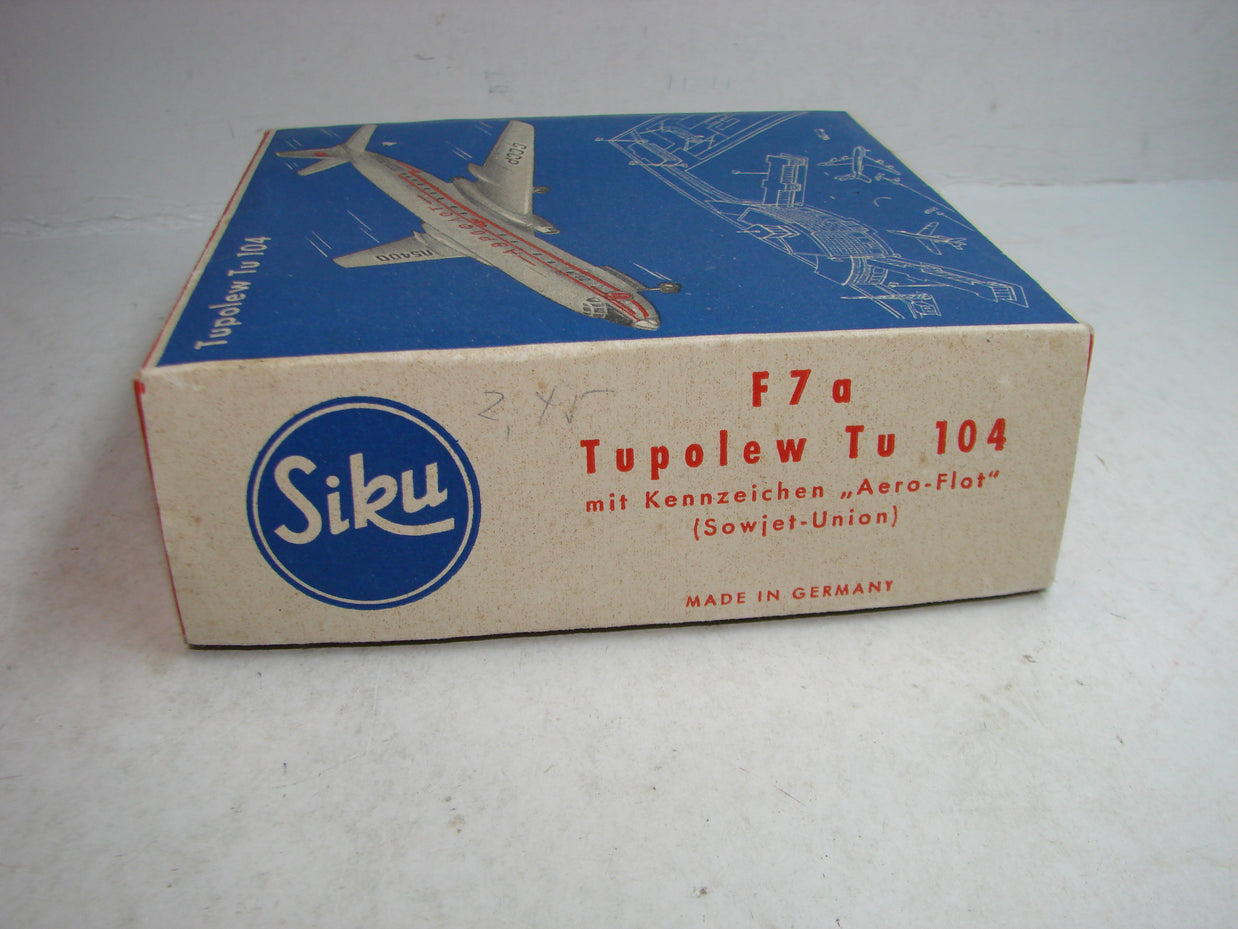 Tupolew Tu 104
CCCP
Siku
2,45
F 7 a
Tupolew Tu 104
mit Kennzeichen „Aero-Flot“
(Sowjet-Union)
MADE IN GERMANY